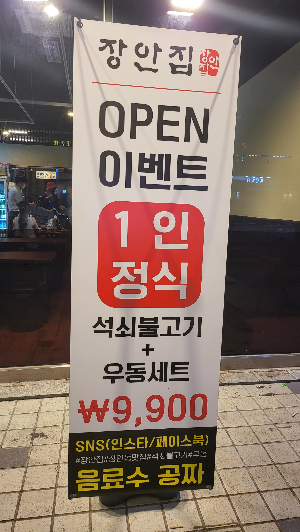 장안집
OPEN
이벤트
1인
정식
석쇠불고기
+
우동세트
₩9,900
SNS(인스타/페이스북)
음료수 공짜